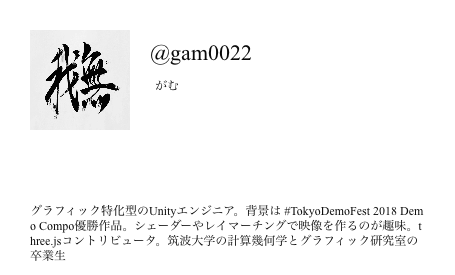 我無
@gam0022
がむ
グラフィック特化型のUnityエンジニア。背景は #TokyoDemoFest 2018 Dem
o Compo優勝作品。シェーダーやレイマーチングで映像を作るのが趣味。t
hree.jsコントリビュータ。筑波大学の計算幾何学とグラフィック研究室の
卒業生